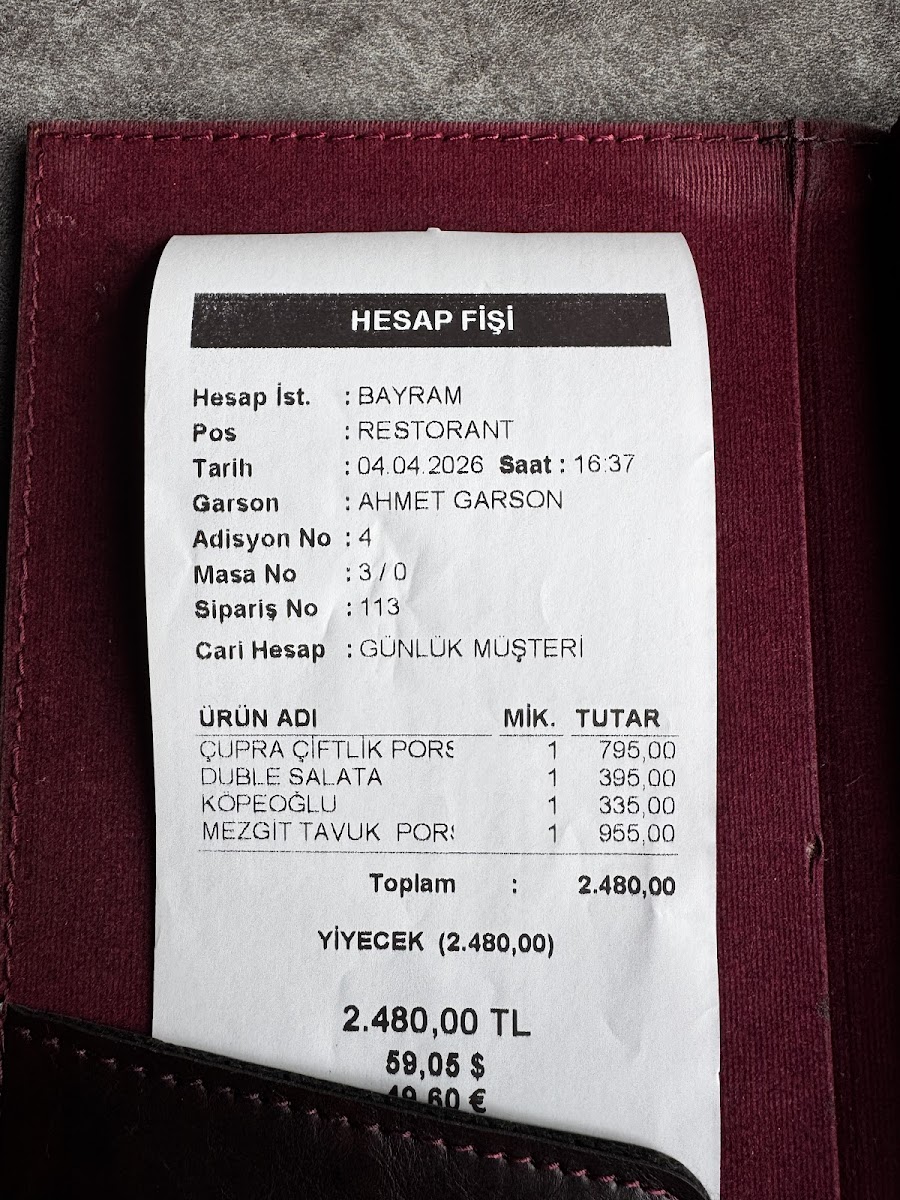 HESAP FİŞİ
Hesap İst. : BAYRAM
Pos : RESTORANT
Tarih : 04.04.2026 Saat : 16:37
Garson : AHMET GARSON
Adisyon No : 4
Masa No : 3 / 0
Sipariş No : 113
Cari Hesap : GÜNLÜK MÜŞTERİ
ÜRÜN ADI MİK. TUTAR
ÇUPRA ÇİFTLİK PORS 1 795,00
DUBLE SALATA 1 395,00
KÖPEOĞLU 1 335,00
MEZGİT TAVUK PORS 1 955,00
Toplam : 2.480,00
YİYECEK (2.480,00)
2.480,00 TL
59,05 $
49,60 €